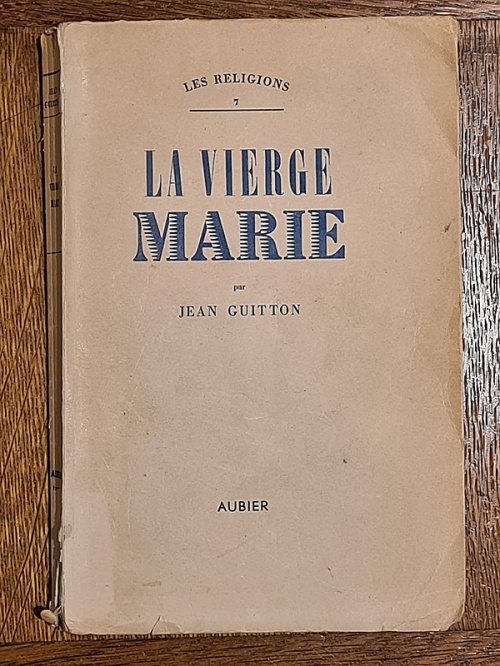 LES RELIGIONS
7
LA VIERGE
MARIE
par
JEAN GUITTON
AUBIER